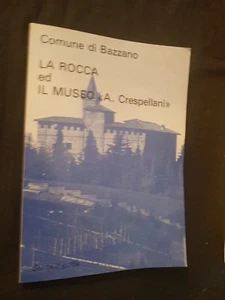 Comune di Bazzano
LA ROCCA
ed
IL MUSEO «A. Crespellani»